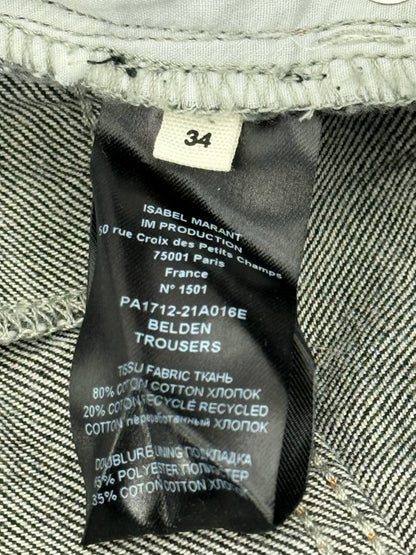 34
ISABEL MARANT
IM PRODUCTION
50 rue Croix des Petits Champs
75001 Paris
France
N° 1501
PA1712-21A016E
BELDEN
TROUSERS
TISSU FABRIC ТКАНЬ
80% COTON COTTON ХЛОПОК
20% COTON RECYCLE RECYCLED
COTTON переработанный ХЛОПОК
DOUBLURE LINING ПОДКЛАДКА
65% POLYESTER ПОЛИЭСТЕР
35% COTON COTTON ХЛОПОК